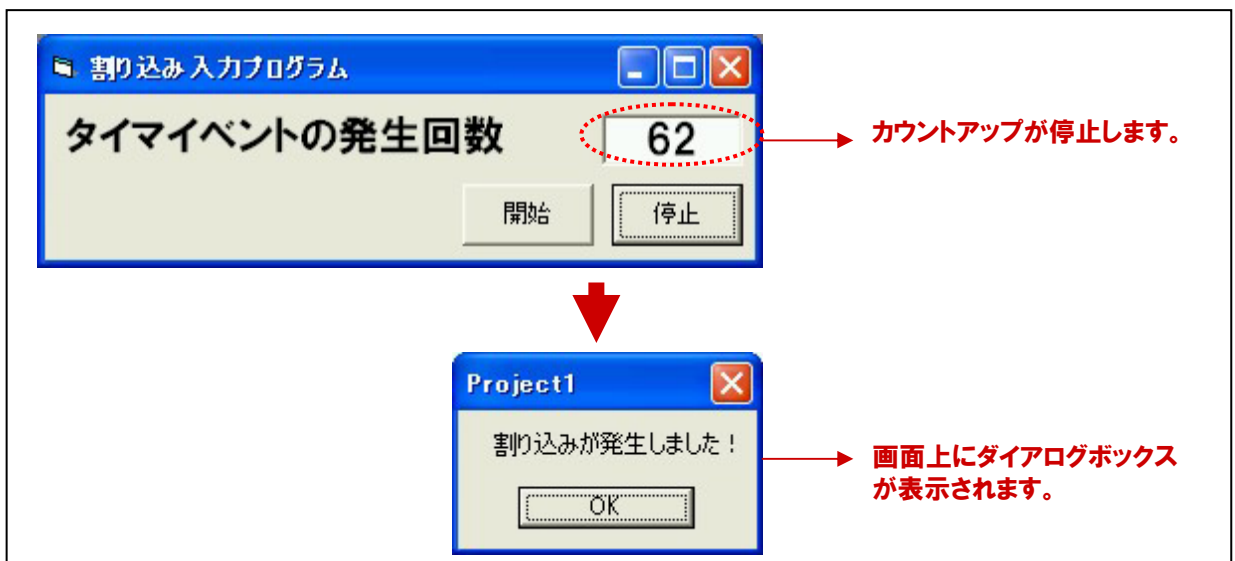 割り込み入力プログラム
タイマイベントの発生回数
62
カウントアップが停止します。
開始
停止
Project1
割り込みが発生しました！
OK
画面上にダイアログボックス
が表示されます。